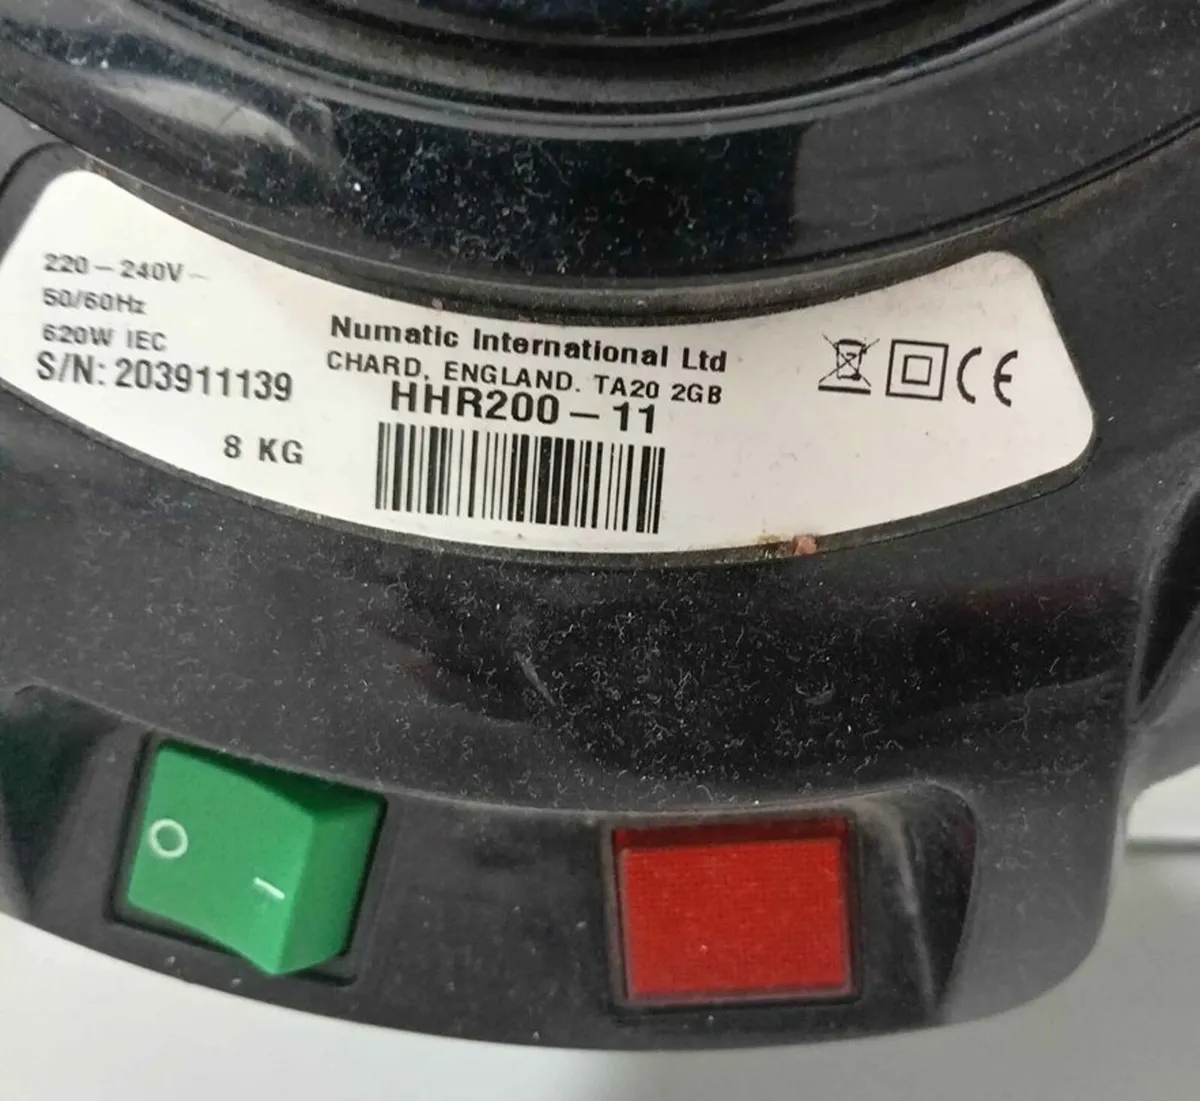 220 – 240V ~
50/60Hz
620W IEC
S/N: 203911139
8 KG
Numatic International Ltd
CHARD, ENGLAND. TA20 2GB
HHR200 – 11
CE
O
I